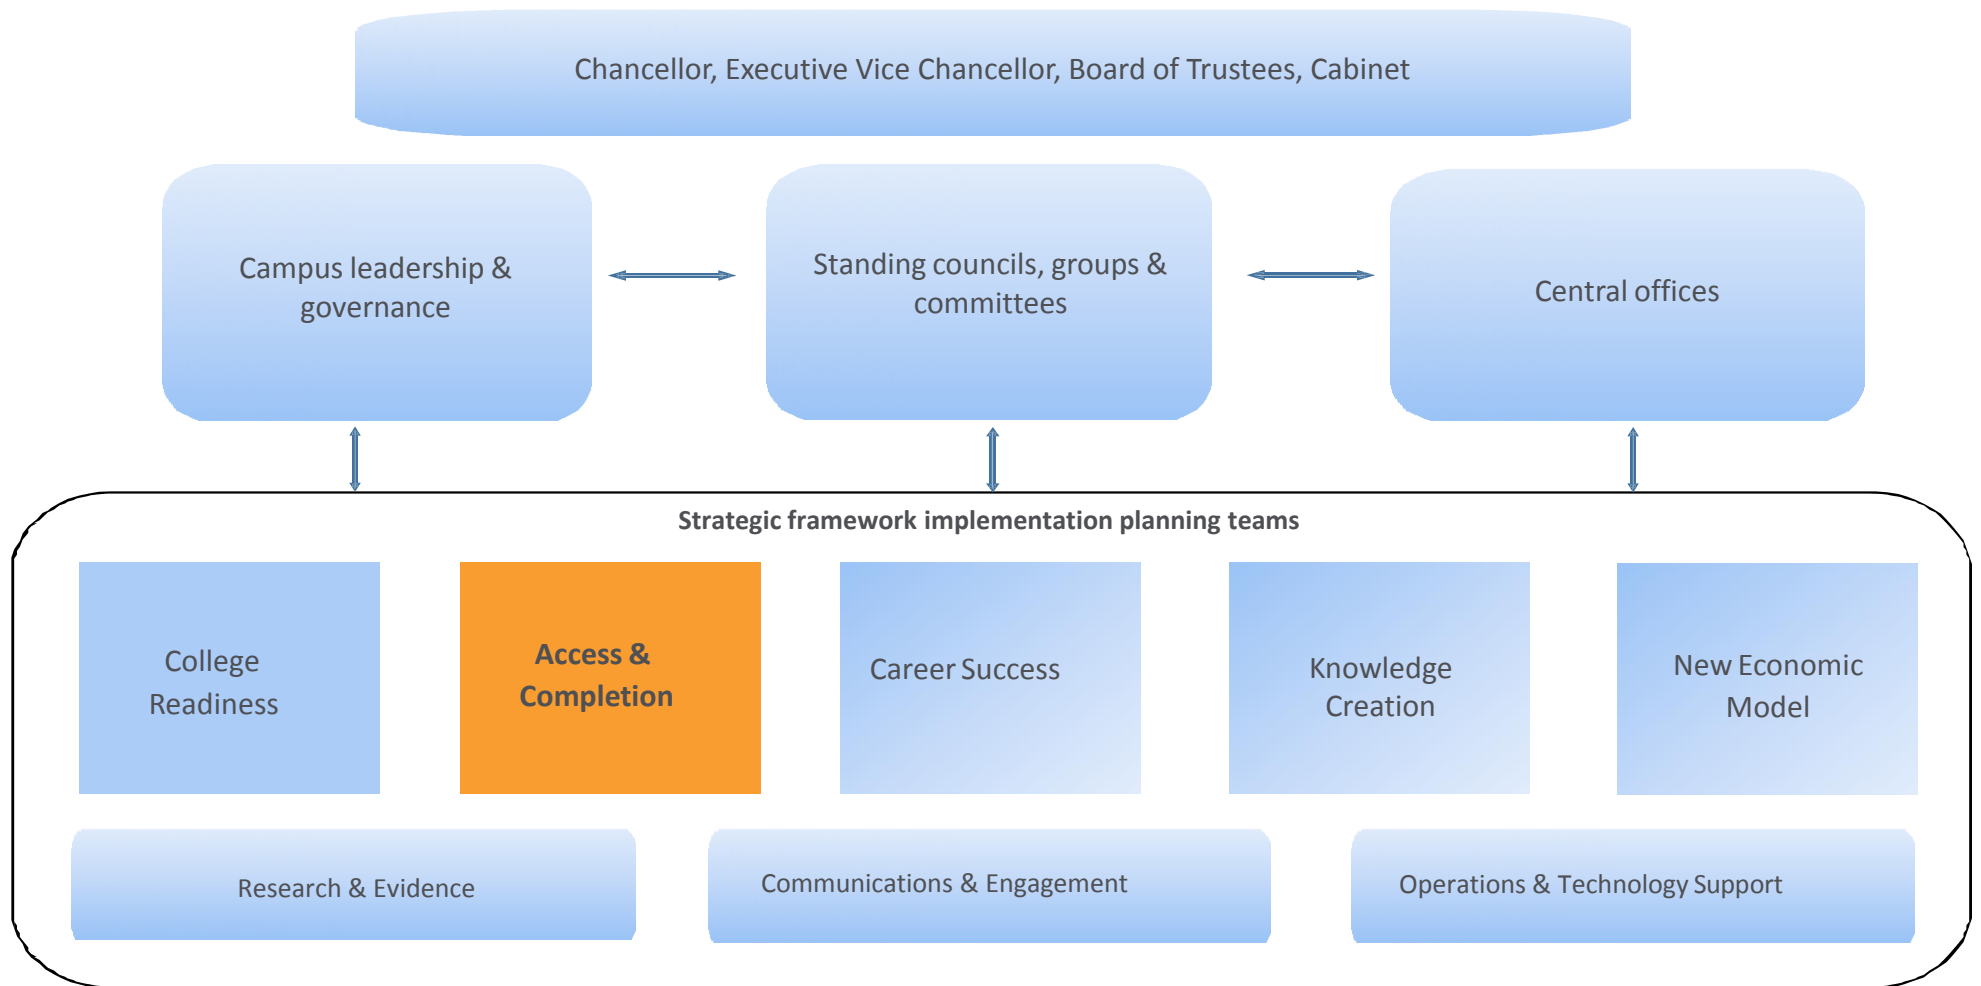 Chancellor, Executive Vice Chancellor, Board of Trustees, Cabinet
Campus leadership &
governance
Standing councils, groups &
committees
Central offices
Strategic framework implementation planning teams
College
Readiness
Access &
Completion
Career Success
Knowledge
Creation
New Economic
Model
Research & Evidence
Communications & Engagement
Operations & Technology Support